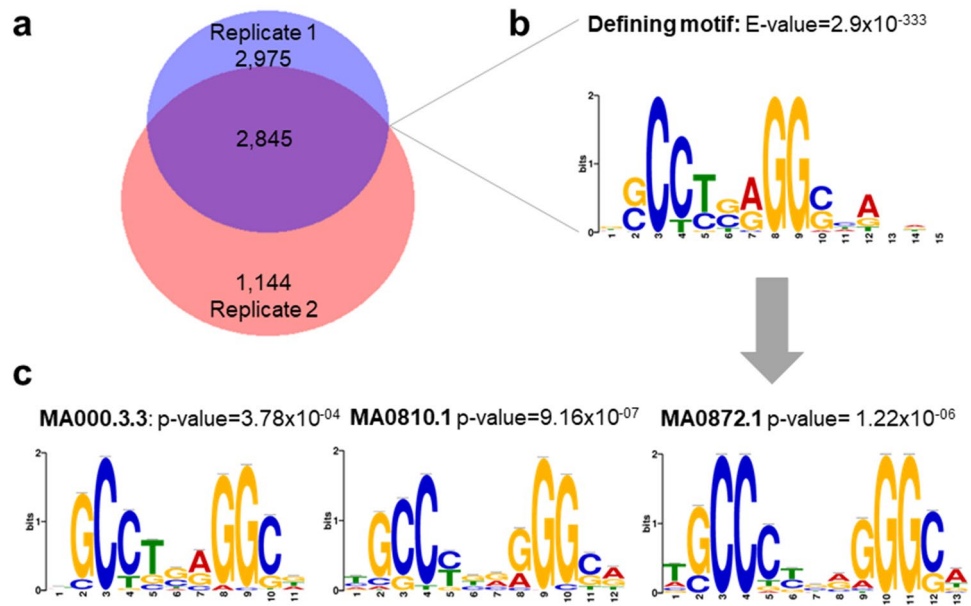 a
Replicate 1
2,975
2,845
1,144
Replicate 2
b
Defining motif: E-value=2.9x10-333
bits
2
1
0
1 2 3 4 5 6 7 8 9 10 11 12 13 14 15
c
MA000.3.3: p-value=3.78x10-04
bits
2
1
0
1 2 3 4 5 6 7 8 9 10 11
MA0810.1 p-value=9.16x10-07
bits
2
1
0
1 2 3 4 5 6 7 8 9 10 11 12
MA0872.1 p-value= 1.22x10-06
bits
2
1
0
1 2 3 4 5 6 7 8 9 10 11 12 13